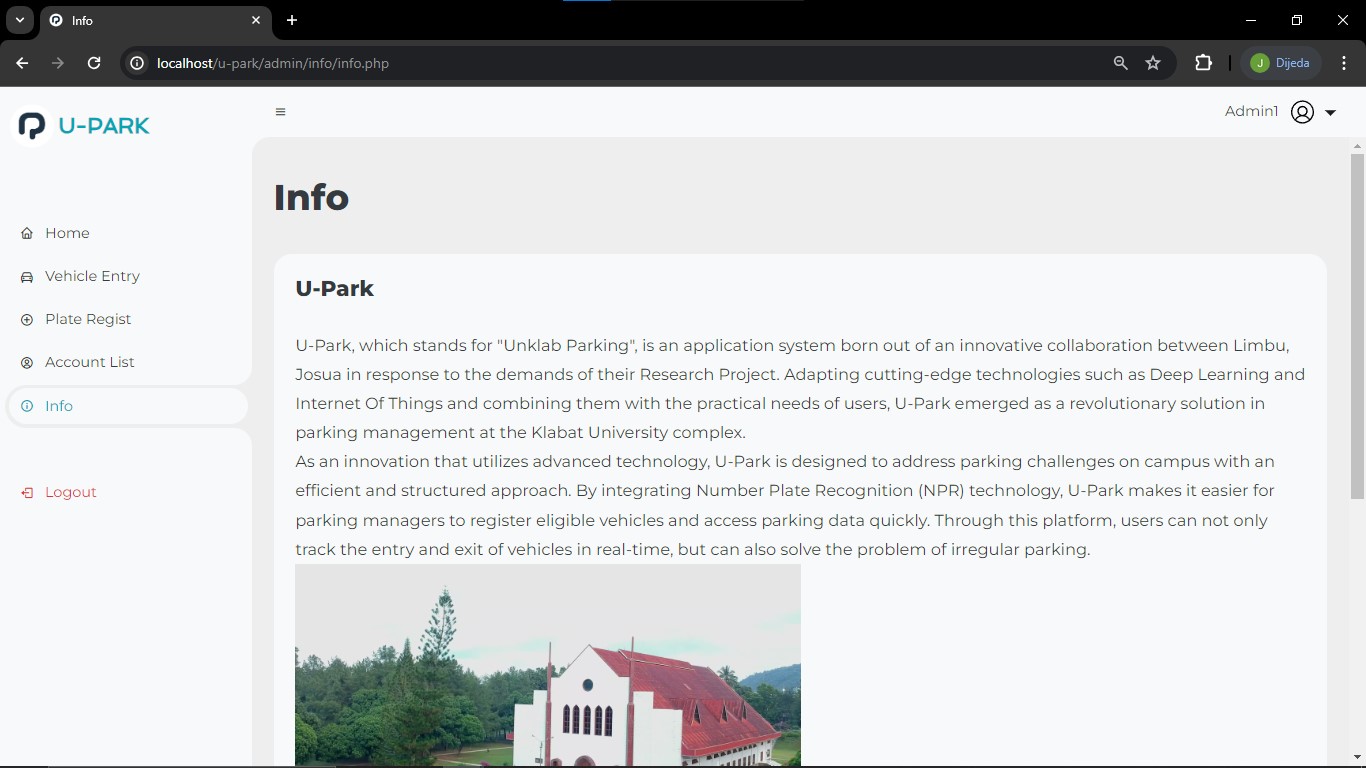 Info
localhost/u-park/admin/info/info.php
J
Dijeda
U-PARK
Admin1
Home
Vehicle Entry
Plate Regist
Account List
Info
Logout
Info
U-Park
U-Park, which stands for "Unklab Parking", is an application system born out of an innovative collaboration between Limbu,
Josua in response to the demands of their Research Project. Adapting cutting-edge technologies such as Deep Learning and
Internet Of Things and combining them with the practical needs of users, U-Park emerged as a revolutionary solution in
parking management at the Klabat University complex.
As an innovation that utilizes advanced technology, U-Park is designed to address parking challenges on campus with an
efficient and structured approach. By integrating Number Plate Recognition (NPR) technology, U-Park makes it easier for
parking managers to register eligible vehicles and access parking data quickly. Through this platform, users can not only
track the entry and exit of vehicles in real-time, but can also solve the problem of irregular parking.